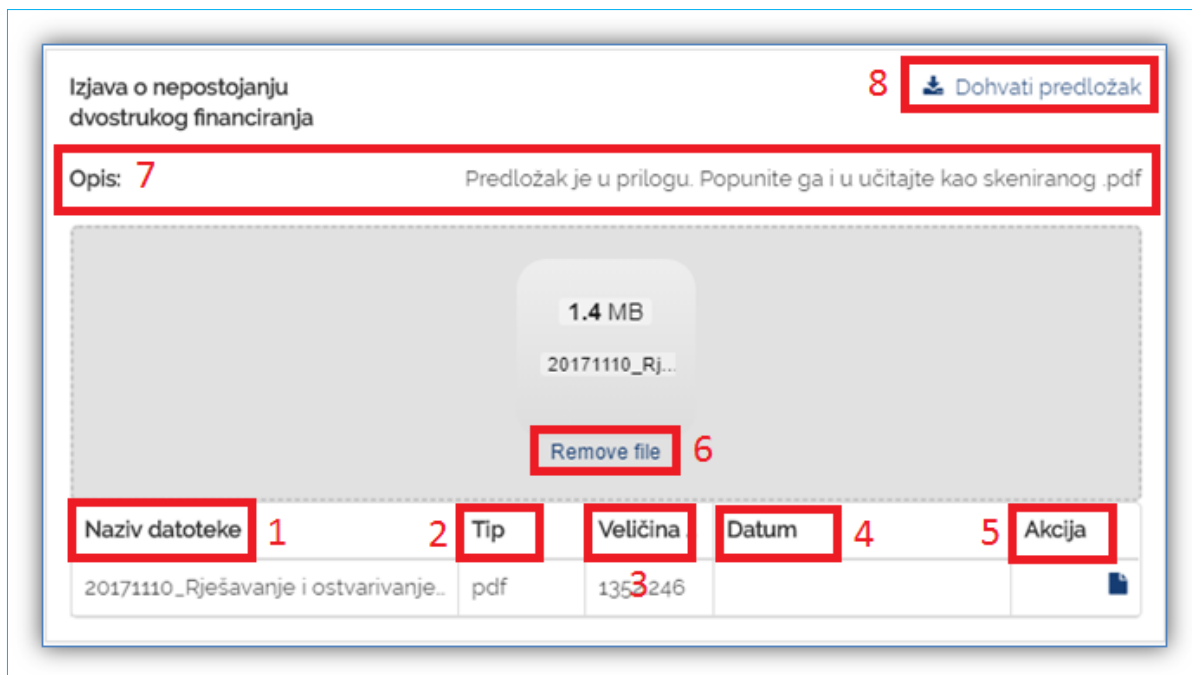 Izjava o nepostojanju
dvostrukog financiranja
8 Dohvati predložak
Opis: 7 Predložak je u prilogu. Popunite ga i u učitajte kao skeniranog .pdf
1.4 MB
20171110_Rj...
Remove file 6
Naziv datoteke 1 2 Tip Veličina Datum 4 5 Akcija
20171110_Rješavanje i ostvarivanje... pdf
3